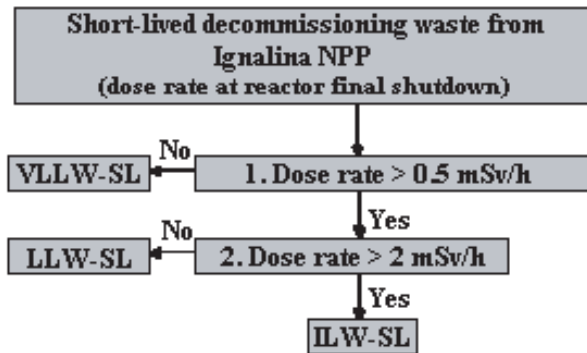 Short-lived decommissioning waste from
Ignalina NPP
(dose rate at reactor final shutdown)
No
VLLW-SL
1. Dose rate > 0.5 mSv/h
Yes
No
LLW-SL
2. Dose rate > 2 mSv/h
Yes
ILW-SL